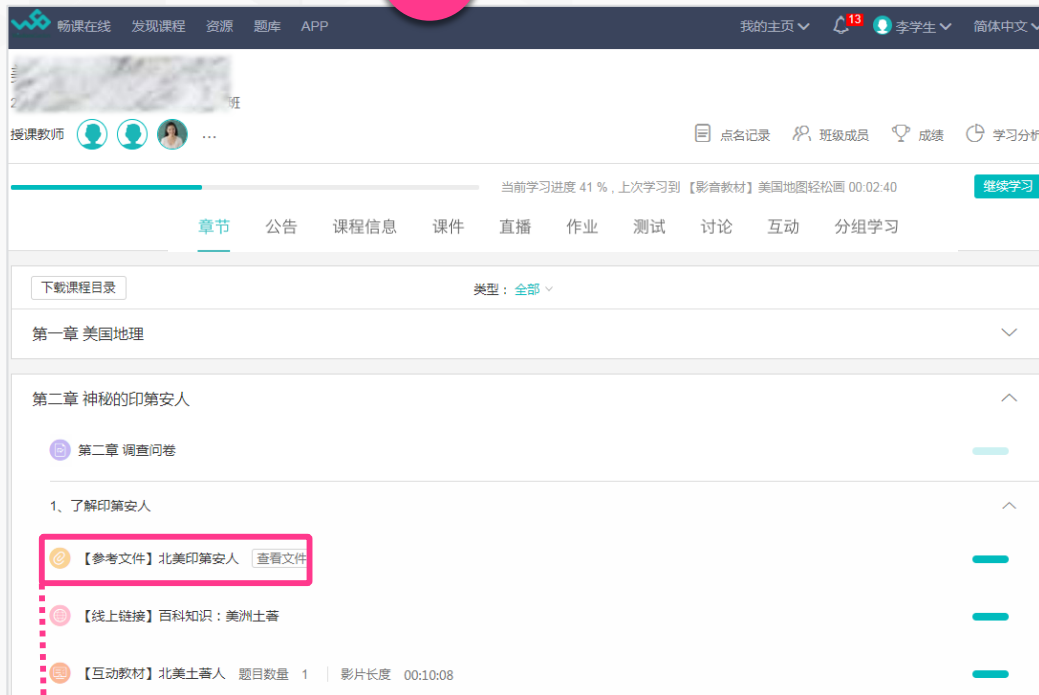 畅课在线 发现课程 资源 题库 APP 我的主页 13 李学生 简体中文
班
授课教师 ... 点名记录 班级成员 成绩 学习分析
当前学习进度 41 % , 上次学习到 【影音教材】美国地图轻松画 00:02:40 继续学习
章节 公告 课程信息 课件 直播 作业 测试 讨论 互动 分组学习
下载课程目录 类型： 全部
第一章 美国地理
第二章 神秘的印第安人
第二章 调查问卷
1、了解印第安人
【参考文件】北美印第安人 查看文件
【线上链接】百科知识：美洲土著
【互动教材】北美土著人 题目数量 1 影片长度 00:10:08